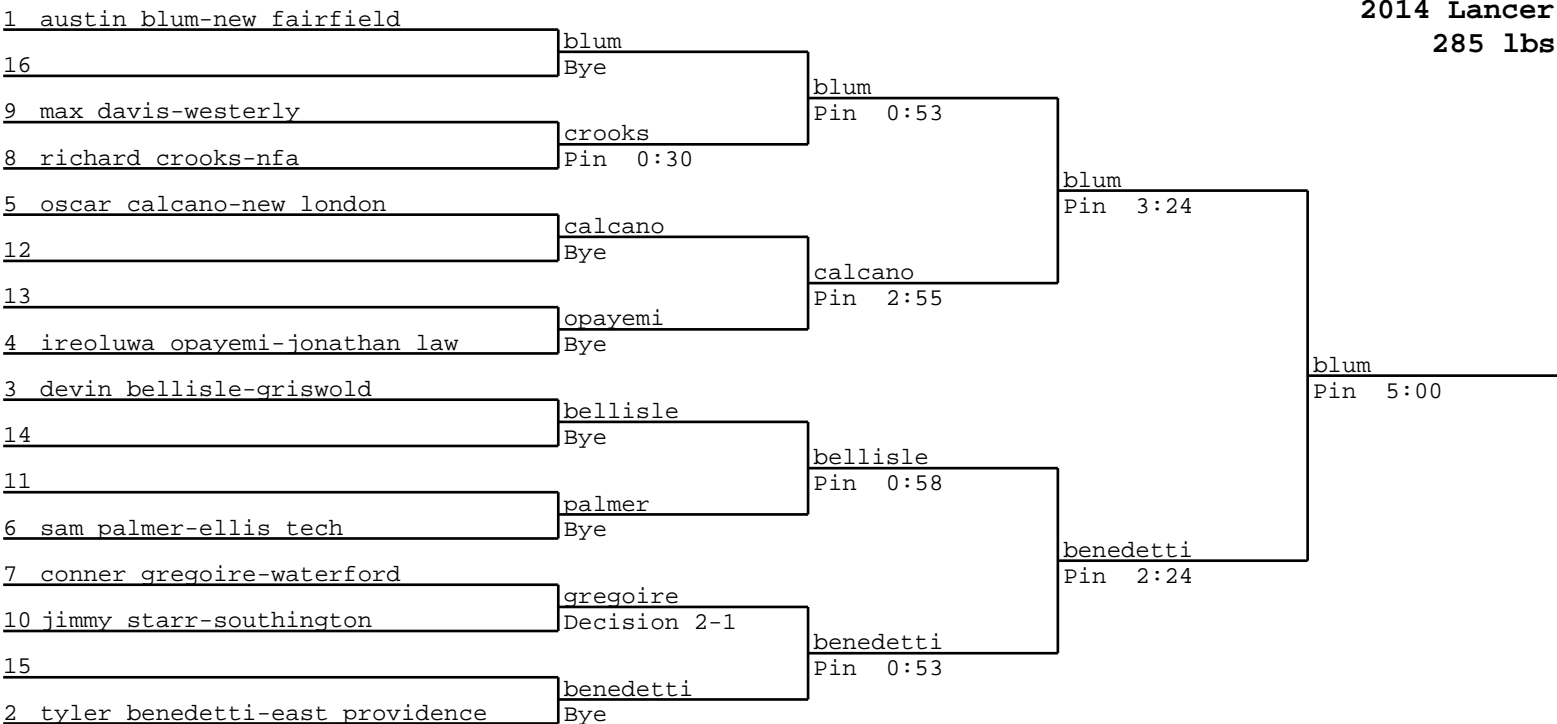 2014 Lancer
285 lbs
1 austin blum-new fairfield
16
9 max davis-westerly
8 richard crooks-nfa
5 oscar calcano-new london
12
13
4 ireoluwa opayemi-jonathan law
3 devin bellisle-griswold
14
11
6 sam palmer-ellis tech
7 conner gregoire-waterford
10 jimmy starr-southington
15
2 tyler benedetti-east providence
blum
Bye
crooks
Pin 0:30
calcano
Bye
opayemi
Bye
bellisle
Bye
palmer
Bye
gregoire
Decision 2-1
benedetti
Bye
blum
Pin 0:53
calcano
Pin 2:55
bellisle
Pin 0:58
benedetti
Pin 0:53
blum
Pin 3:24
benedetti
Pin 2:24
blum
Pin 5:00